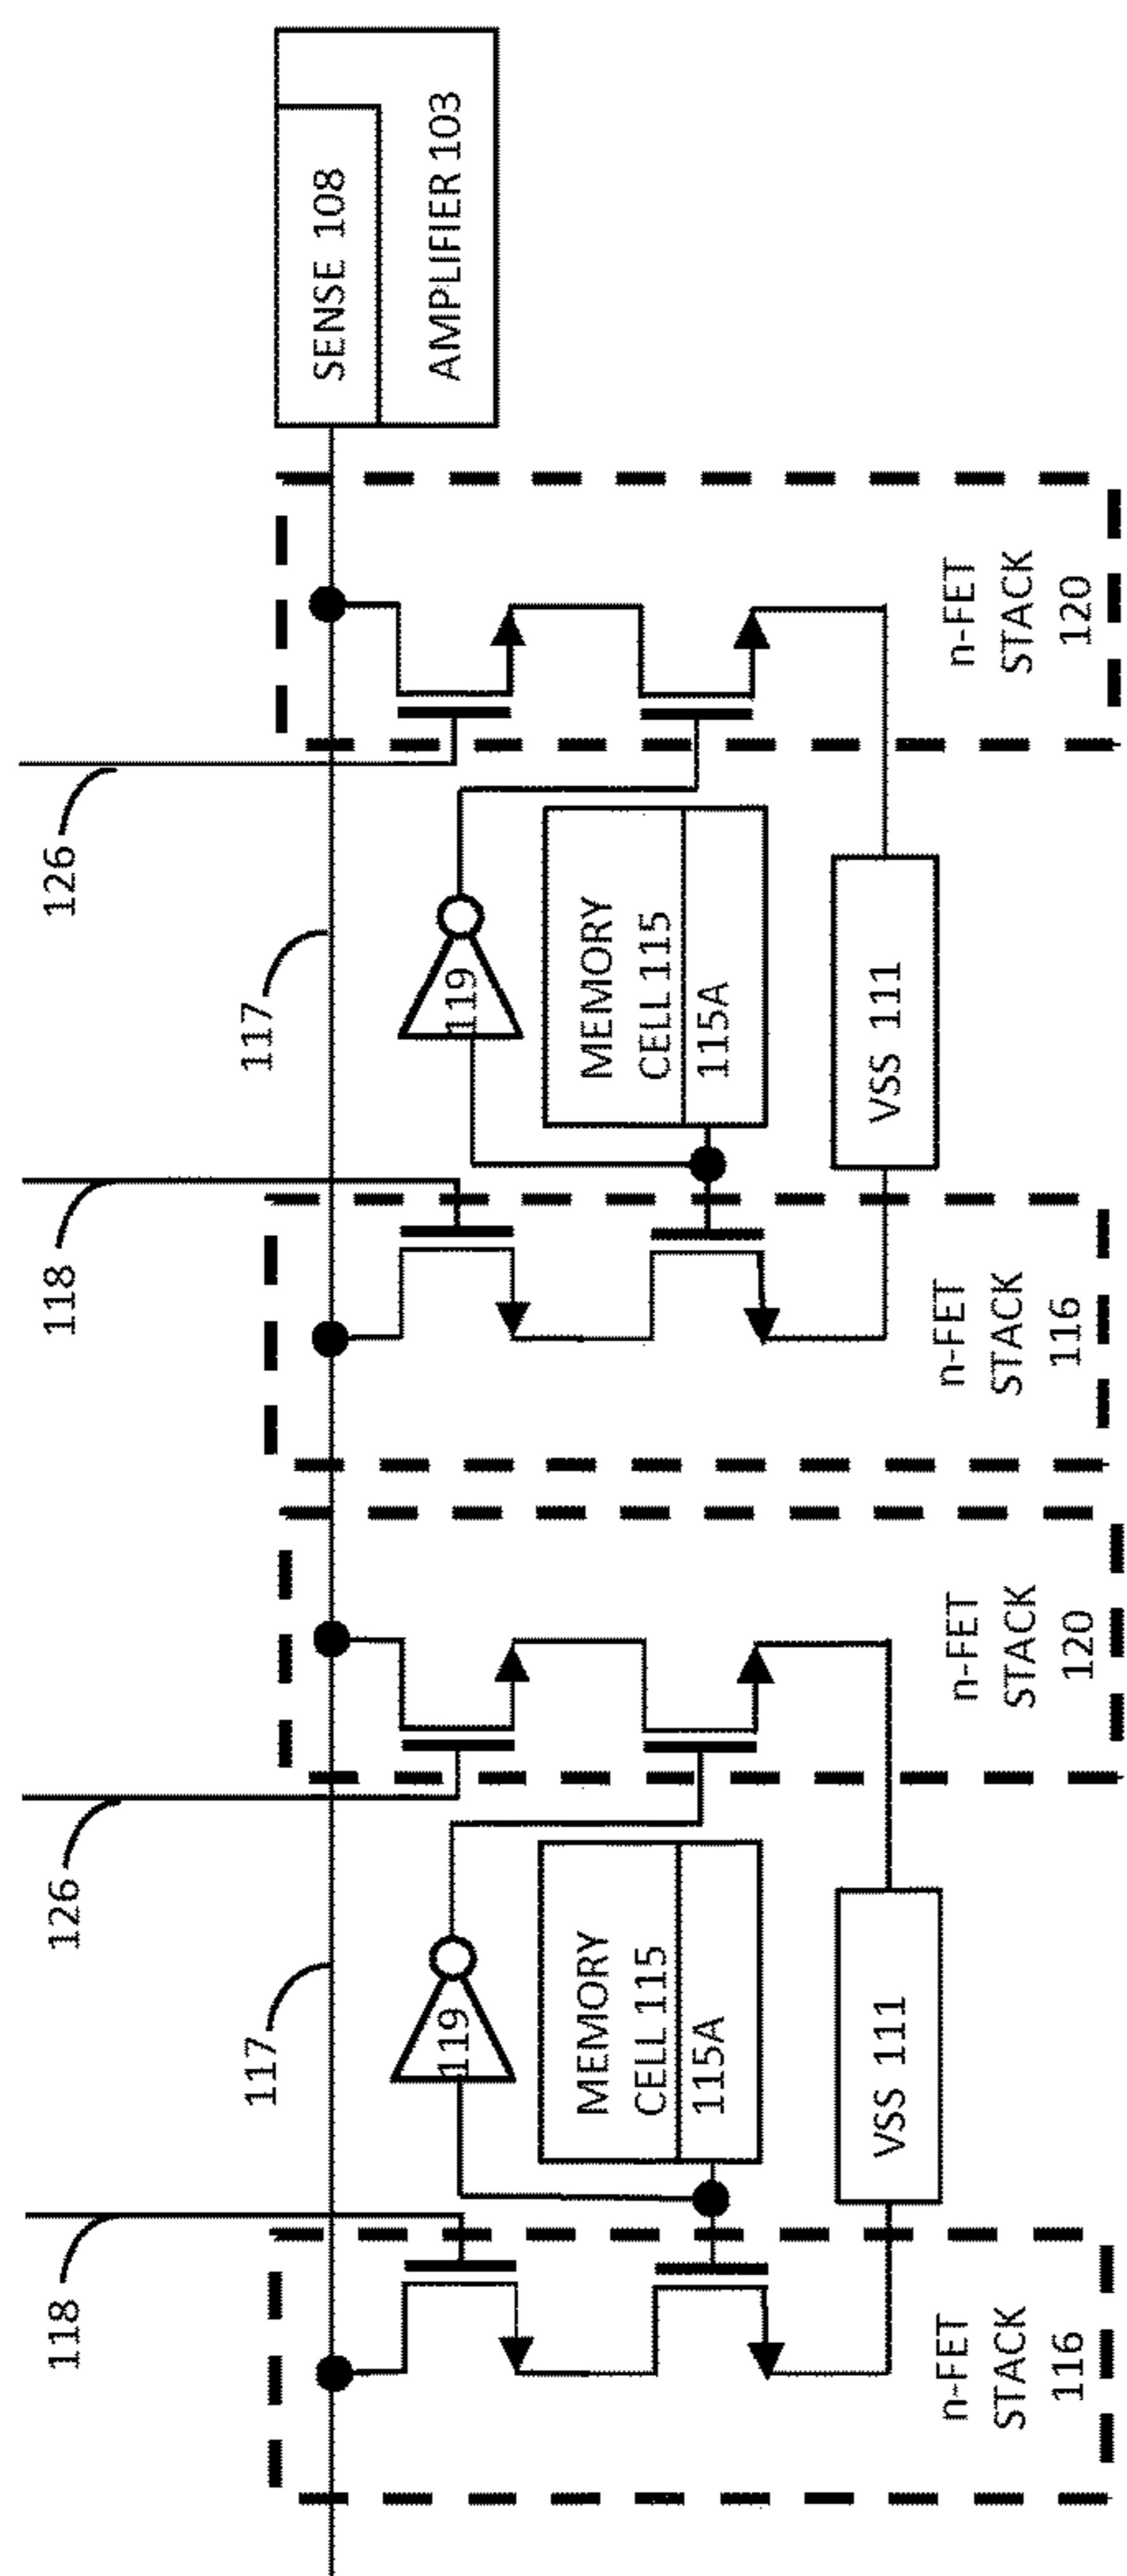 118
117
126
118
117
126
SENSE 108
AMPLIFIER 103
119
119
MEMORY
CELL 115
115A
MEMORY
CELL 115
115A
VSS 111
VSS 111
n-FET
STACK
116
n-FET
STACK
120
n-FET
STACK
116
n-FET
STACK
120